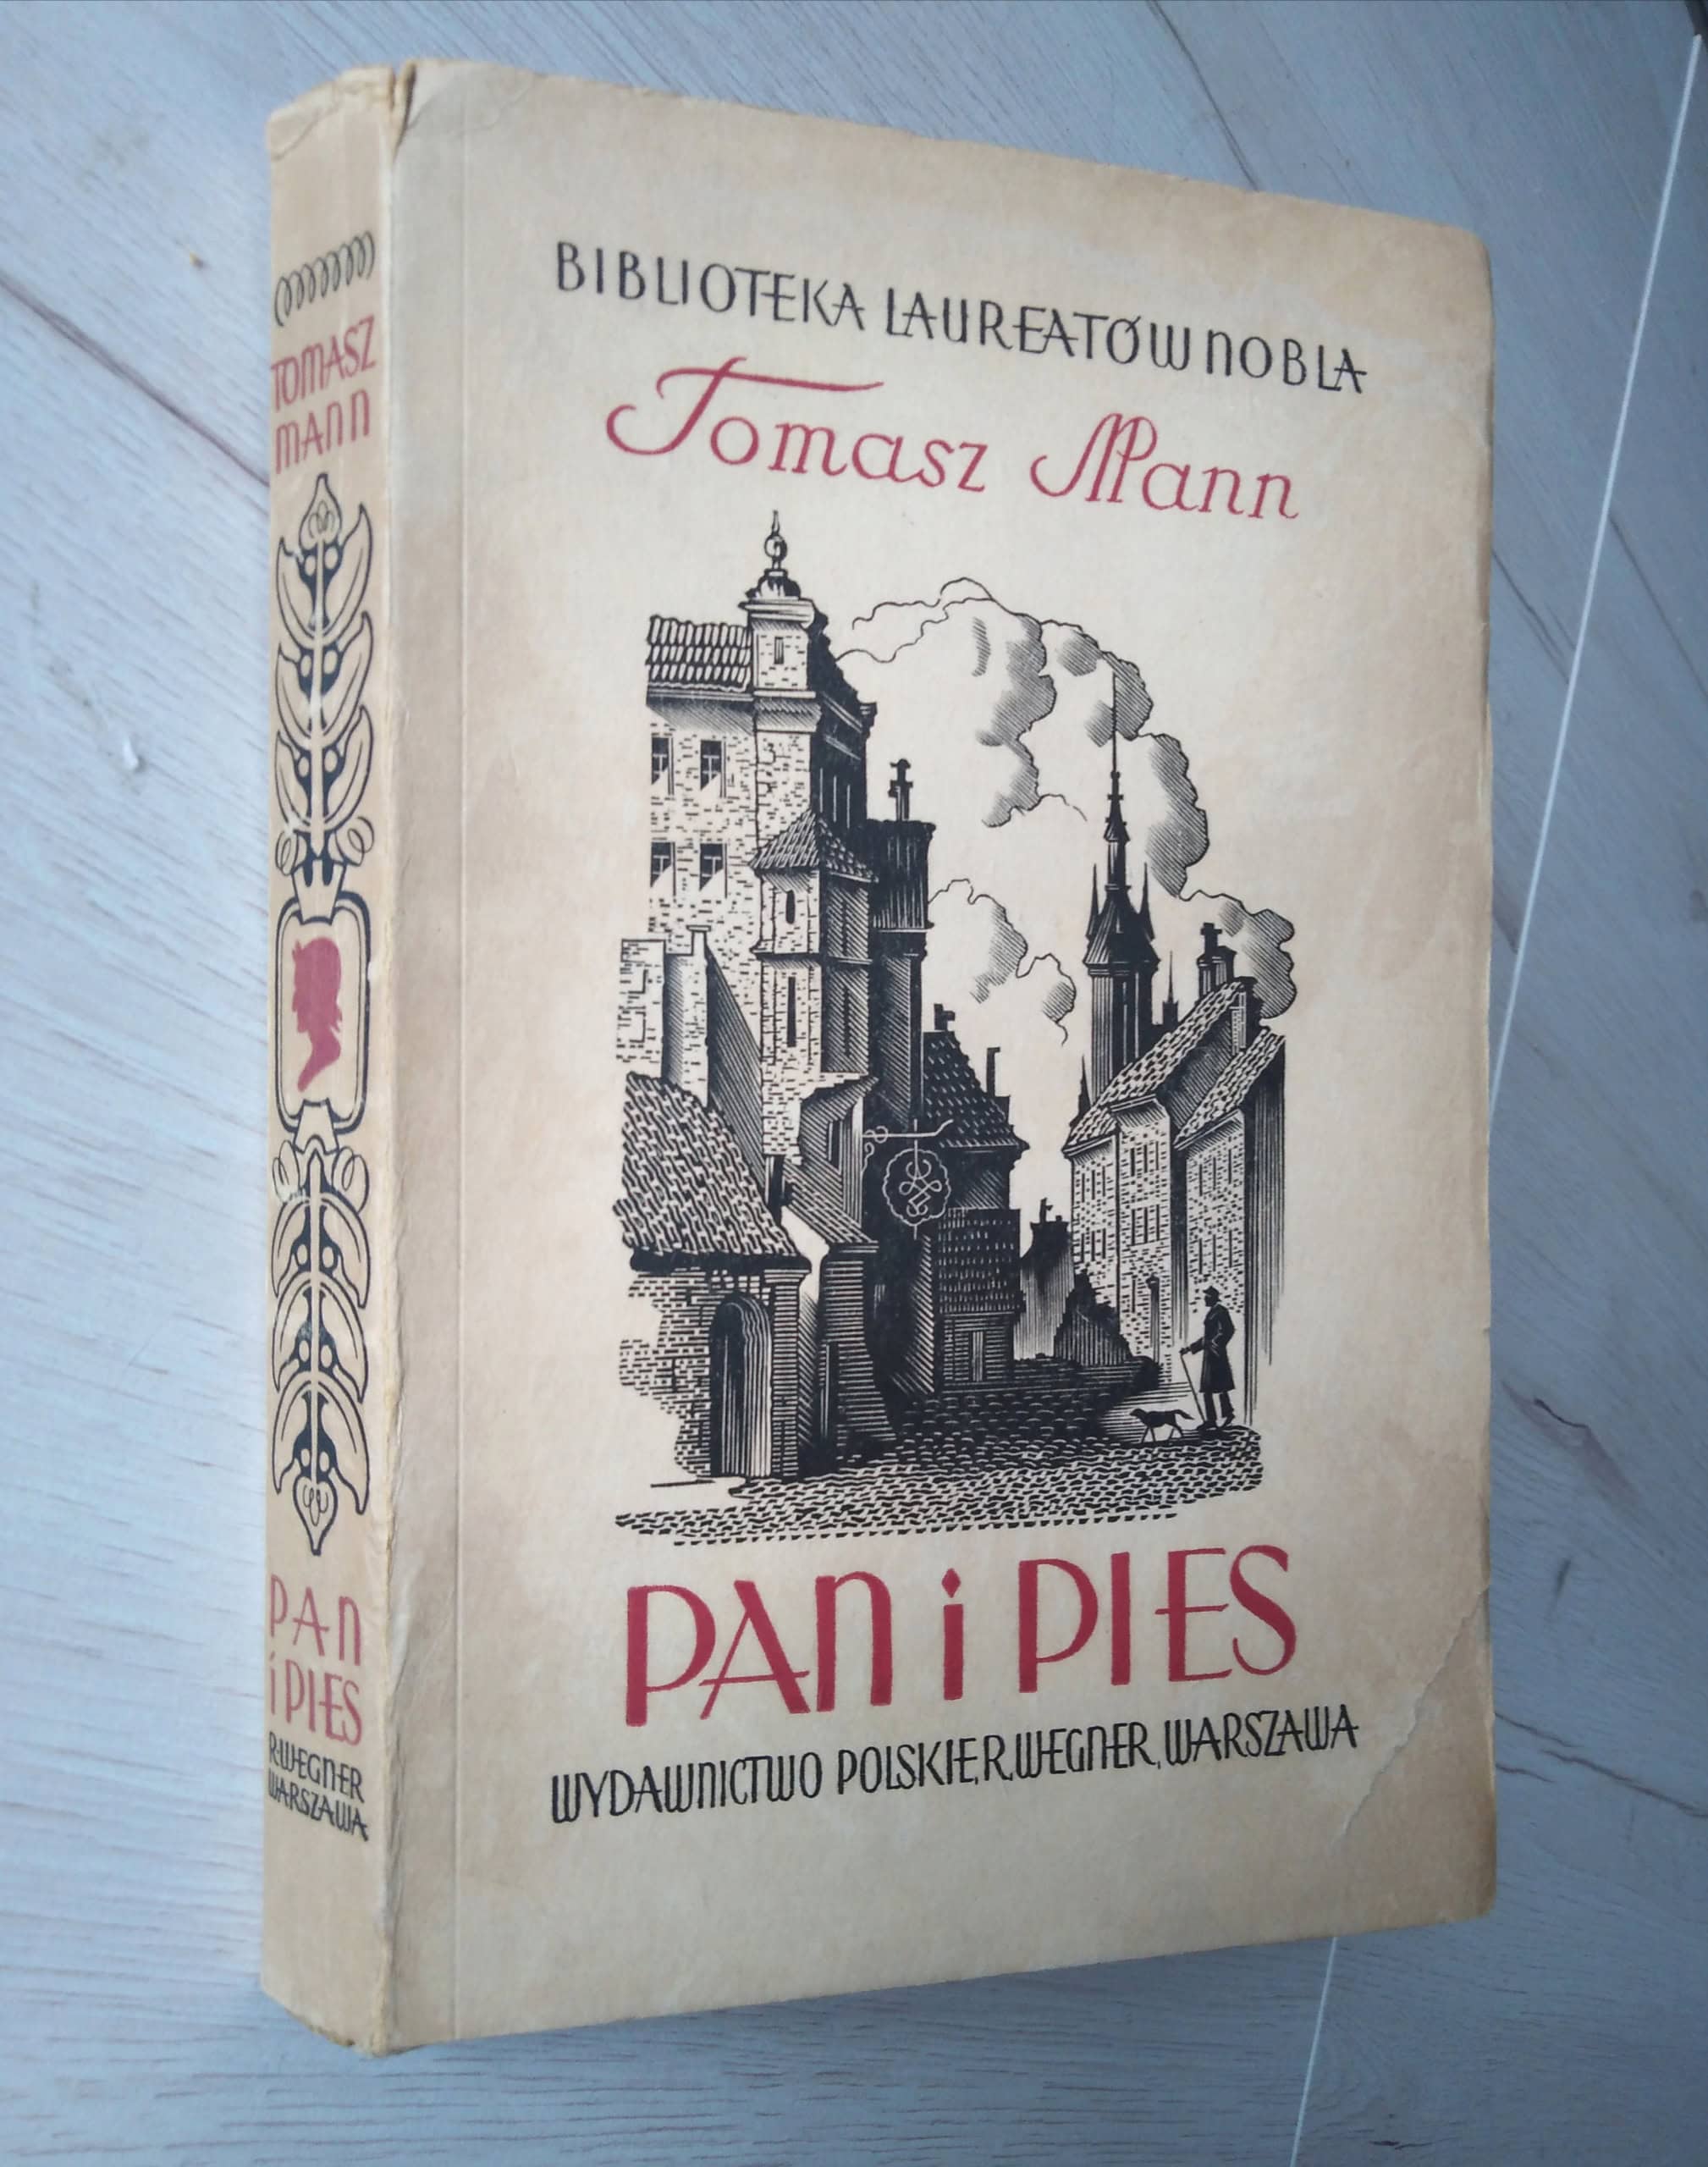 TOMASZ
MANN
PAN
i PIES
R. WEGNER
WARSZAWA
BIBLIOTEKA LAUREATÓW NOBLA
Tomasz Mann
PAN i PIES
WYDAWNICTWO POLSKIE, R. WEGNER, WARSZAWA